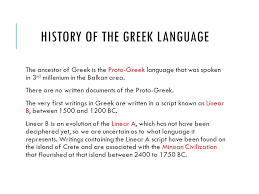 HISTORY OF THE GREEK LANGUAGE
The ancestor of Greek is the Proto-Greek language that was spoken
in 3rd millenium in the Balkan area.
There are no written documents of the Proto-Greek.
The very first writings in Greek are written in a script known as Linear
B, between 1500 and 1200 BC.
Linear B is an evolution of the Linear A, which has not have been
deciphered yet, so we are uncertain as to what language it
represents. Writings containing the Linear A script have been found on
the island of Crete and are associated with the Minoan Civilization
that flourished at that island between 2400 to 1750 BC.